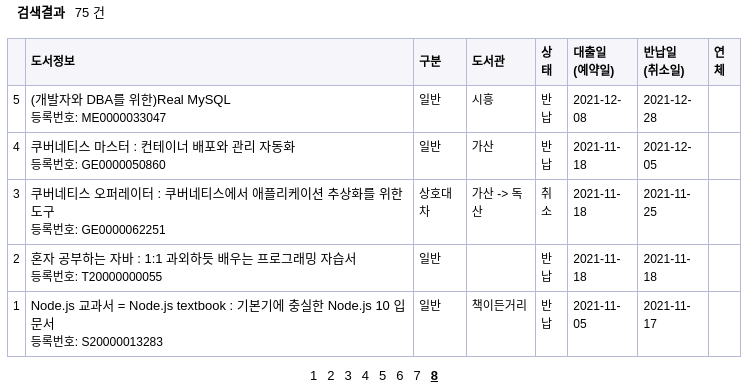 검색결과 75 건
도서정보 구분 도서관 상태 대출일(예약일) 반납일(취소일) 연체
5 (개발자와 DBA를 위한)Real MySQL 일반 시흥 반납 2021-12-08 2021-12-28
등록번호: ME0000033047
4 쿠버네티스 마스터 : 컨테이너 배포와 관리 자동화 일반 가산 반납 2021-11-18 2021-12-05
등록번호: GE0000050860
3 쿠버네티스 오퍼레이터 : 쿠버네티스에서 애플리케이션 추상화를 위한 도구 상호대차 가산 -> 독산 취소 2021-11-18 2021-11-25
등록번호: GE0000062251
2 혼자 공부하는 자바 : 1:1 과외하듯 배우는 프로그래밍 자습서 일반 반납 2021-11-18 2021-11-18
등록번호: T20000000055
1 Node.js 교과서 = Node.js textbook : 기본기에 충실한 Node.js 10 입문서 일반 책이든거리 반납 2021-11-05 2021-11-17
등록번호: S20000013283
1 2 3 4 5 6 7 8